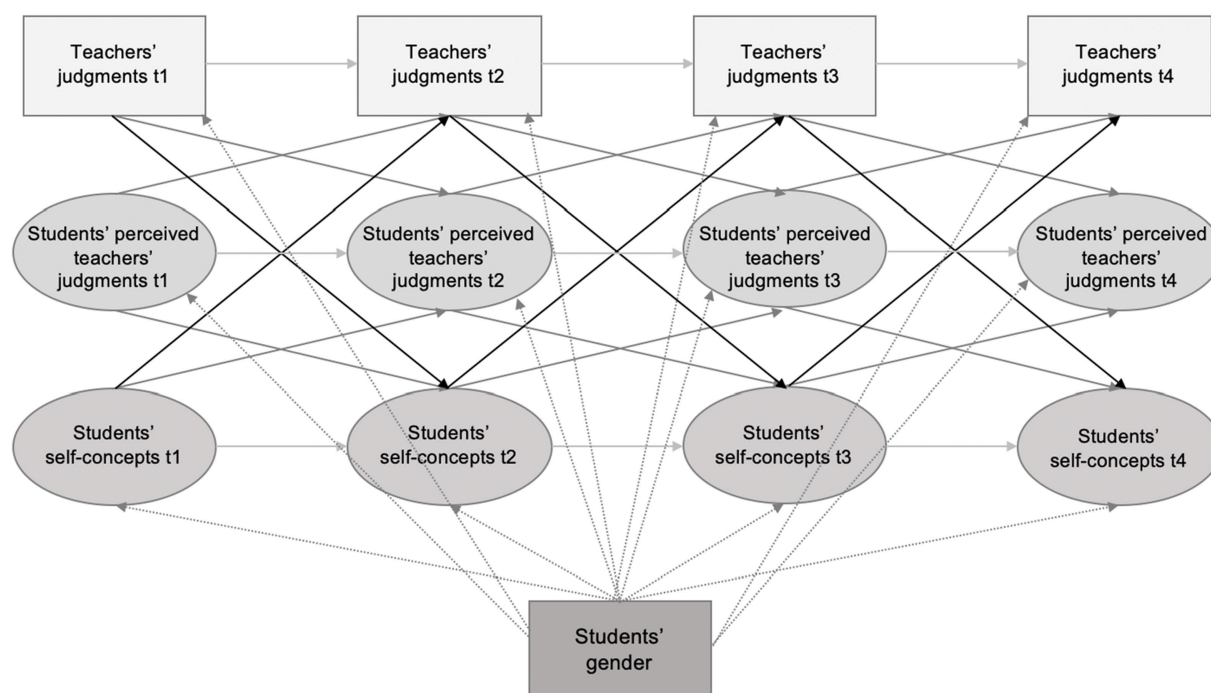 Teachers’
judgments t1
Teachers’
judgments t2
Teachers’
judgments t3
Teachers’
judgments t4
Students’ perceived
teachers’
judgments t1
Students’ perceived
teachers’
judgments t2
Students’ perceived
teachers’
judgments t3
Students’ perceived
teachers’
judgments t4
Students’
self-concepts t1
Students’
self-concepts t2
Students’
self-concepts t3
Students’
self-concepts t4
Students’
gender